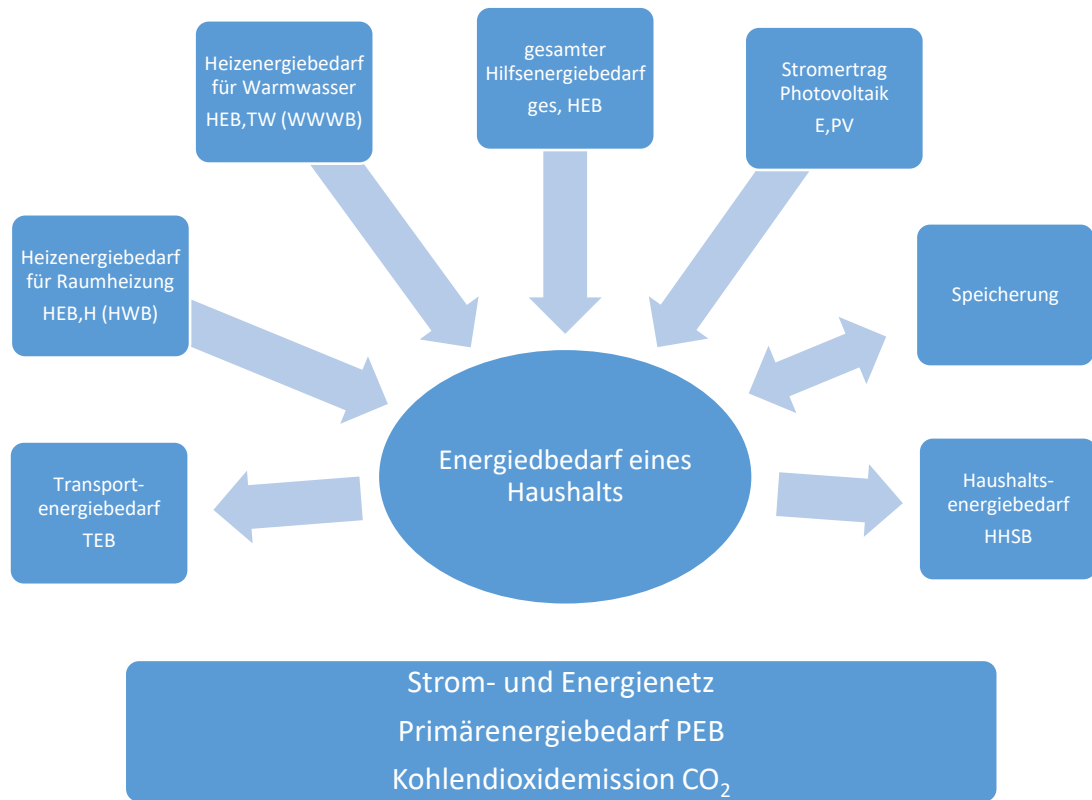 Heizenergiebedarf
für Warmwasser
HEB,TW (WWWB)
gesamter
Hilfsenergiebedarf
ges, HEB
Stromertrag
Photovoltaik
E,PV
Heizenergiebedarf
für Raumheizung
HEB,H (HWB)
Speicherung
Energiedbedarf eines
Haushalts
Transport-
energiebedarf
TEB
Haushalts-
energiebedarf
HHSB
Strom- und Energienetz
Primärenergiebedarf PEB
Kohlendioxidemission CO₂